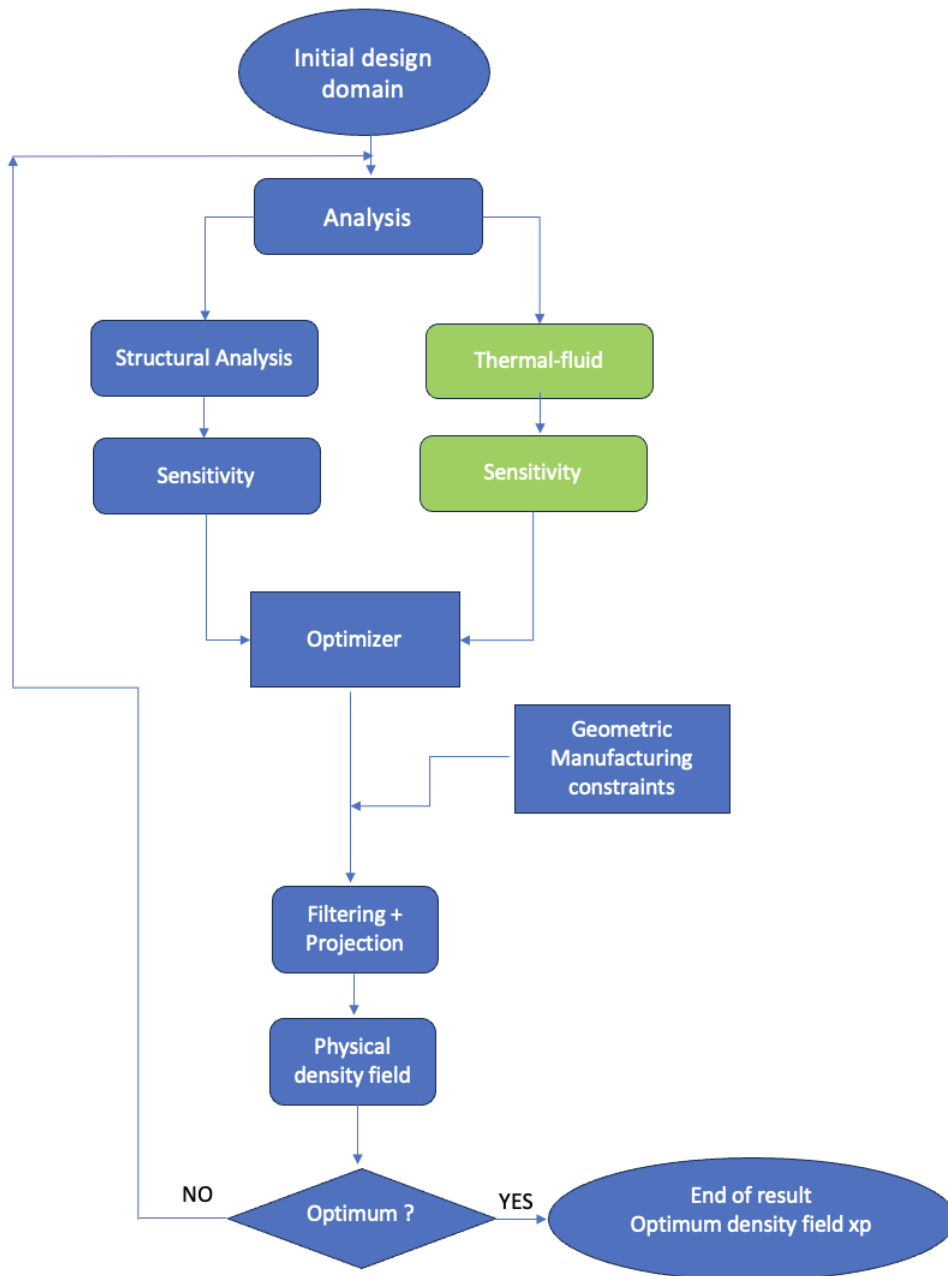 Initial design
domain
Analysis
Structural Analysis
Thermal-fluid
Sensitivity
Sensitivity
Optimizer
Geometric
Manufacturing
constraints
Filtering +
Projection
Physical
density field
NO
Optimum ?
YES
End of result
Optimum density field xp